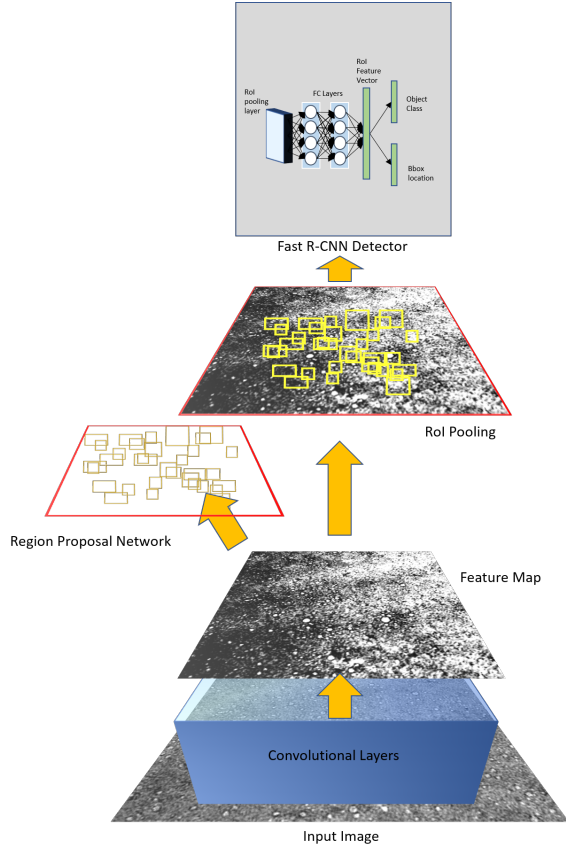 RoI
pooling
layer
FC Layers
RoI
Feature
Vector
Object
Class
Bbox
location
Fast R-CNN Detector
RoI Pooling
Region Proposal Network
Feature Map
Convolutional Layers
Input Image